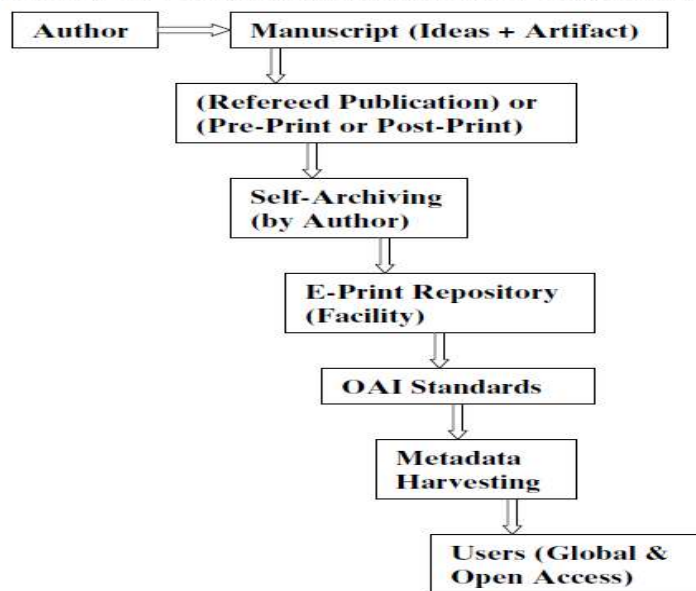 Author
Manuscript (Ideas + Artifact)
(Refereed Publication) or
(Pre-Print or Post-Print)
Self-Archiving
(by Author)
E-Print Repository
(Facility)
OAI Standards
Metadata
Harvesting
Users (Global &
Open Access)